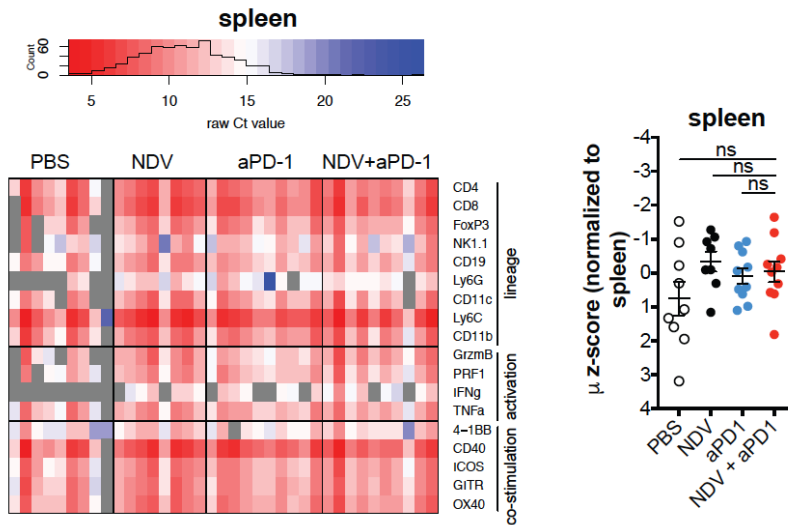 spleen
Count
0 60
5 10 15 20 25
raw Ct value
PBS NDV aPD-1 NDV+aPD-1
CD4
CD8
FoxP3
NK1.1
CD19
Ly6G
CD11c
Ly6C
CD11b
lineage
GrzmB
PRF1
IFNg
TNFa
activation
4-1BB
CD40
ICOS
GITR
OX40
co-stimulation
spleen
µ z-score (normalized to
spleen)
-4
-3
-2
-1
0
1
2
3
4
ns
ns
ns
PBS
NDV
aPD1
NDV + aPD1